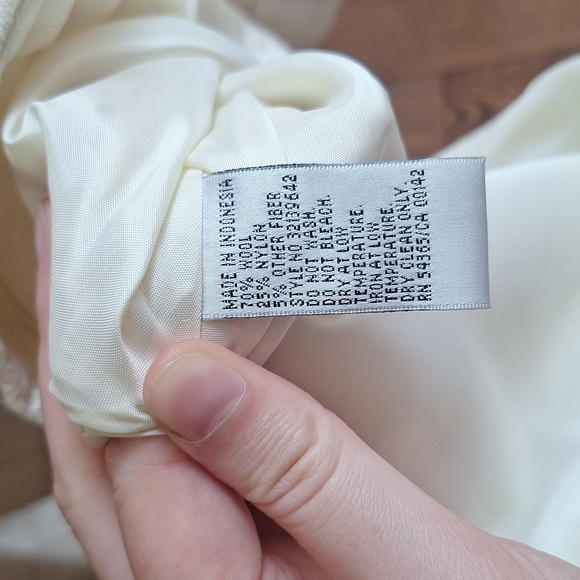 MADE IN INDONESIA
70% WOOL
25% NYLON
5% OTHER FIBER
STYLE NO 32139642
DO NOT WASH.
DO NOT BLEACH.
DRY AT LOW
TEMPERATURE.
IRON AT LOW
TEMPERATURE.
DRY CLEAN ONLY.
RN 54365/CA 00142